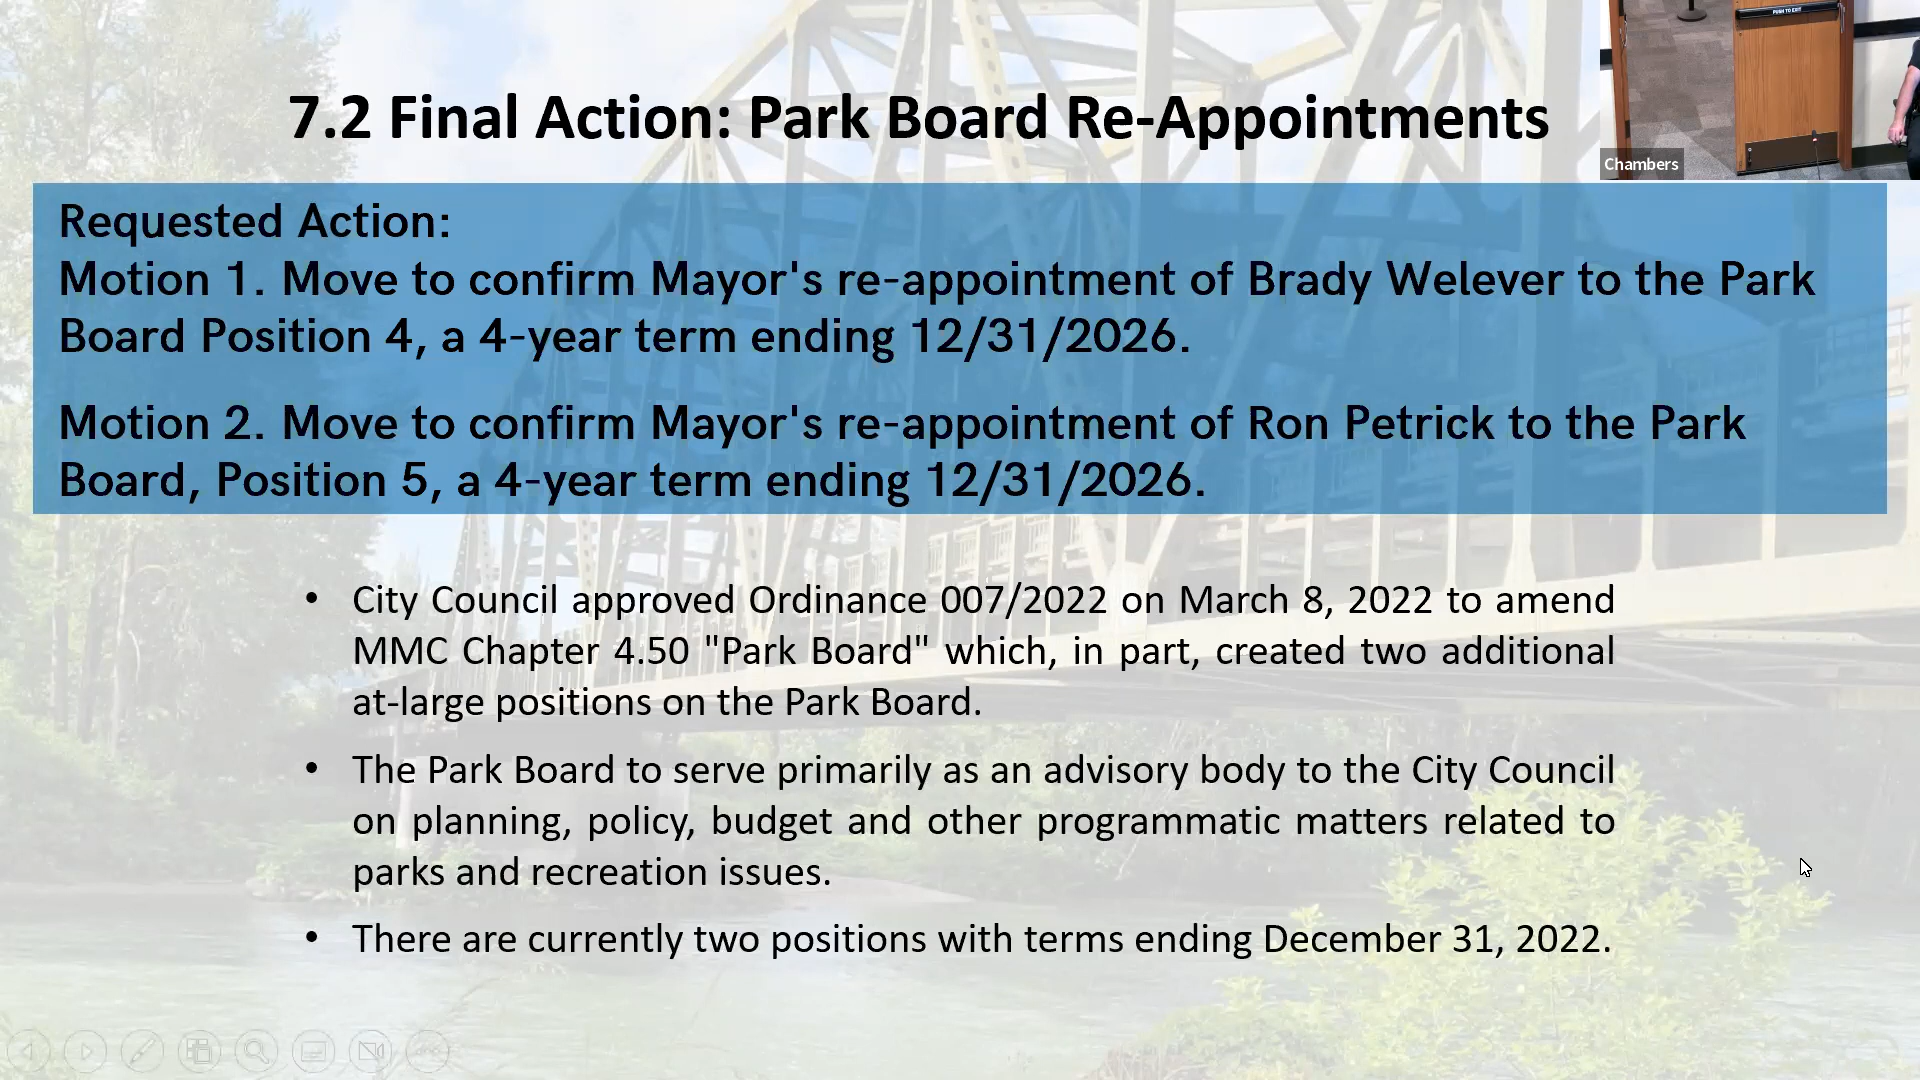 PUSH TO EXIT
7.2 Final Action: Park Board Re-Appointments
Chambers
Requested Action:
Motion 1. Move to confirm Mayor's re-appointment of Brady Welever to the Park
Board Position 4, a 4-year term ending 12/31/2026.
Motion 2. Move to confirm Mayor's re-appointment of Ron Petrick to the Park
Board, Position 5, a 4-year term ending 12/31/2026.
• City Council approved Ordinance 007/2022 on March 8, 2022 to amend
MMC Chapter 4.50 "Park Board" which, in part, created two additional
at-large positions on the Park Board.
• The Park Board to serve primarily as an advisory body to the City Council
on planning, policy, budget and other programmatic matters related to
parks and recreation issues.
• There are currently two positions with terms ending December 31, 2022.